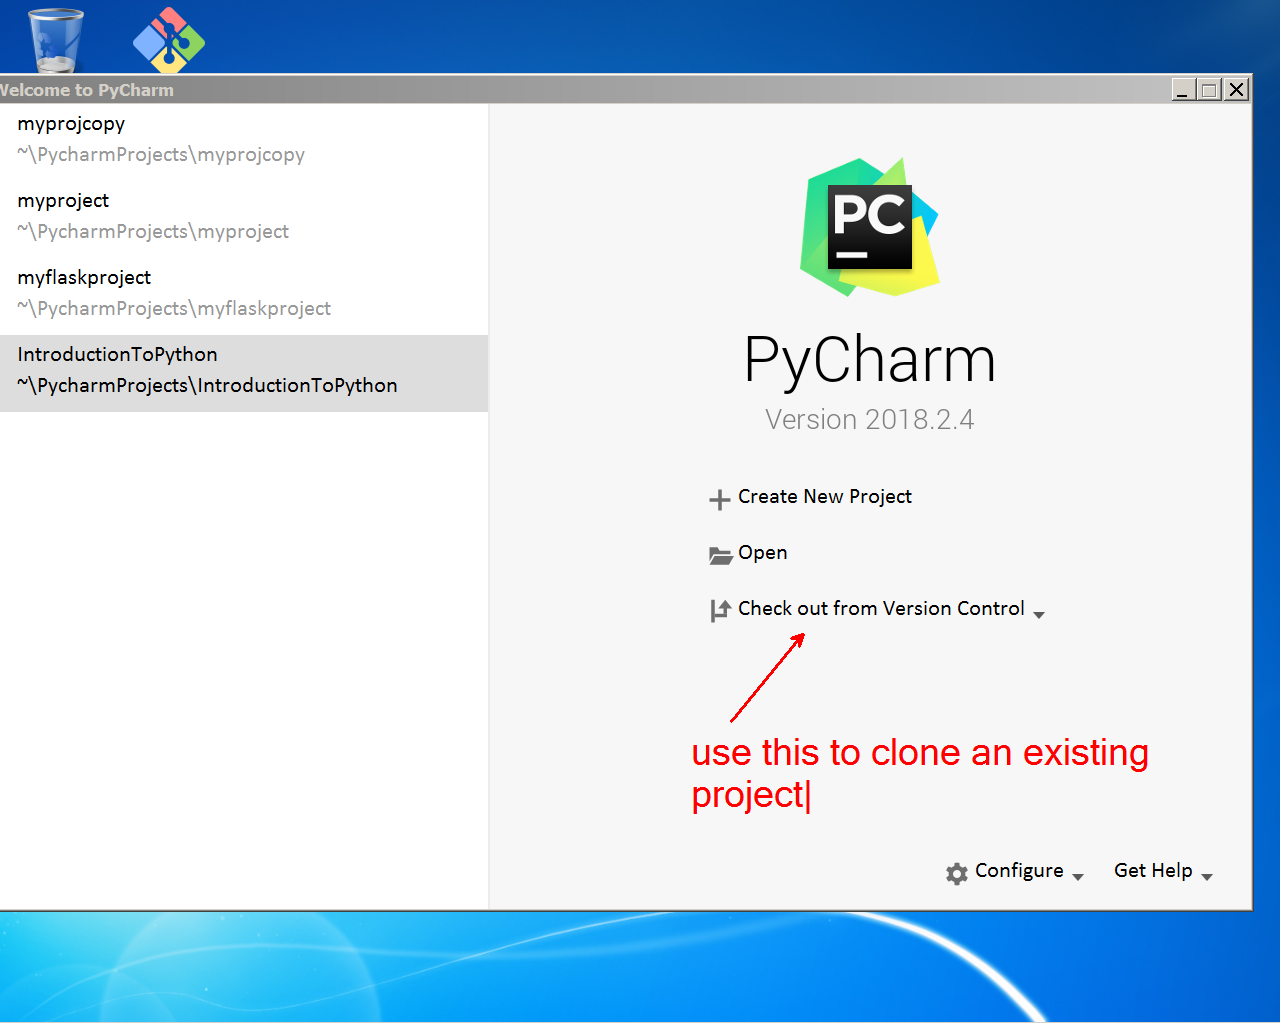 Welcome to PyCharm
myprojcopy
~\PycharmProjects\myprojcopy
myproject
~\PycharmProjects\myproject
myflaskproject
~\PycharmProjects\myflaskproject
IntroductionToPython
~\PycharmProjects\IntroductionToPython
PC
PyCharm
Version 2018.2.4
Create New Project
Open
Check out from Version Control
use this to clone an existing
project
Configure
Get Help